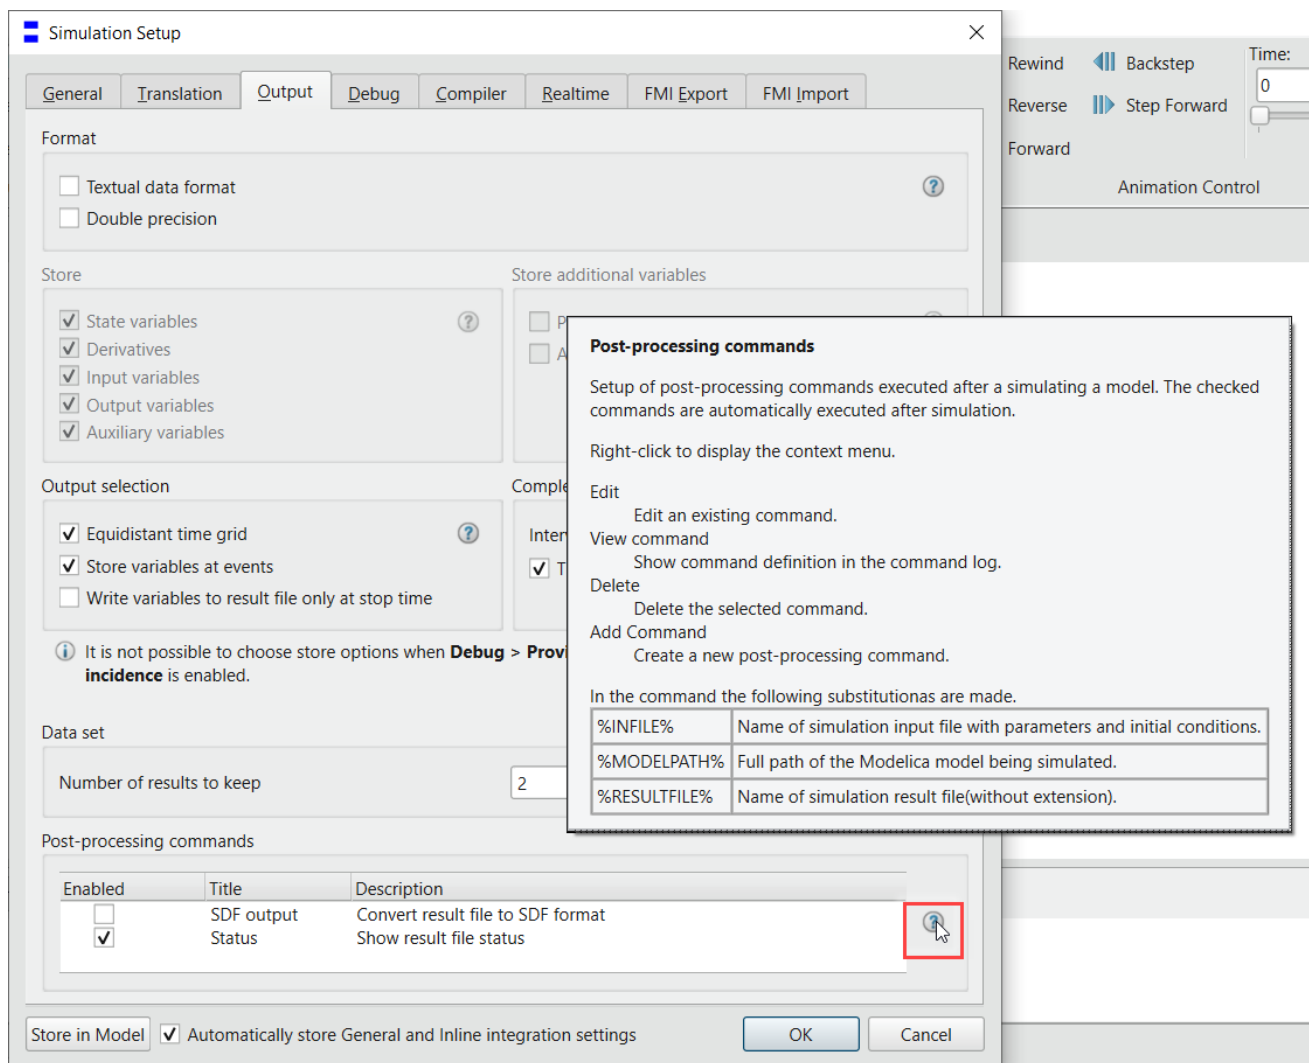 Simulation Setup
General Translation Output Debug Compiler Realtime FMI Export FMI Import
Format
Textual data format
Double precision
Store
State variables
Derivatives
Input variables
Output variables
Auxiliary variables
Store additional variables
P
A
Output selection
Equidistant time grid
Store variables at events
Write variables to result file only at stop time
Comple
Inter
T
It is not possible to choose store options when Debug > Provi
incidence is enabled.
Data set
Number of results to keep 2
Post-processing commands
Enabled Title Description
SDF output Convert result file to SDF format
Status Show result file status
Store in Model Automatically store General and Inline integration settings OK Cancel
Post-processing commands
Setup of post-processing commands executed after a simulating a model. The checked
commands are automatically executed after simulation.
Right-click to display the context menu.
Edit
Edit an existing command.
View command
Show command definition in the command log.
Delete
Delete the selected command.
Add Command
Create a new post-processing command.
In the command the following substitutionas are made.
%INFILE% Name of simulation input file with parameters and initial conditions.
%MODELPATH% Full path of the Modelica model being simulated.
%RESULTFILE% Name of simulation result file(without extension).
Rewind Backstep Time:
0
Reverse Step Forward
Forward
Animation Control